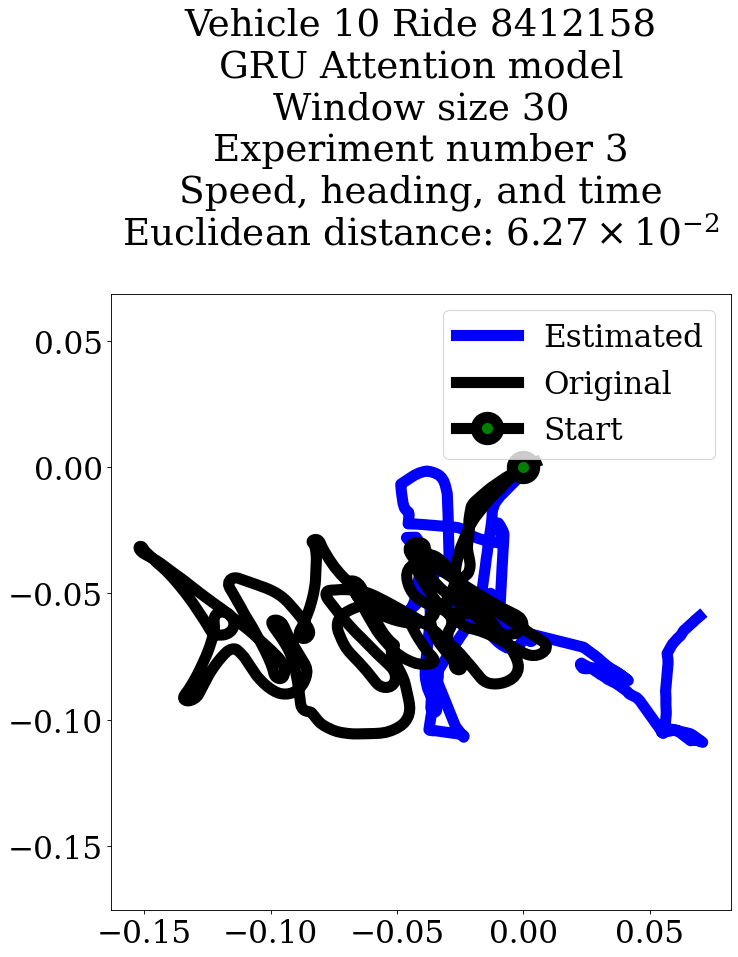 Vehicle 10 Ride 8412158
GRU Attention model
Window size 30
Experiment number 3
Speed, heading, and time
Euclidean distance: 6.27 × 10⁻²
Estimated
Original
Start
0.05
0.00
−0.05
−0.10
−0.15
−0.15 −0.10 −0.05 0.00 0.05